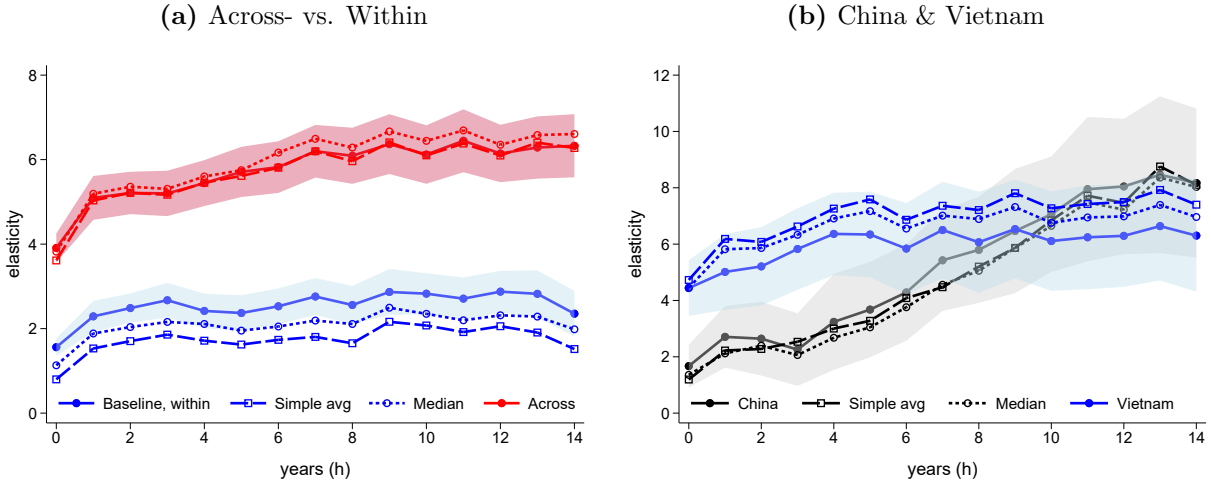 (a) Across- vs. Within
8
6
4
2
0
elasticity
Baseline, within
Simple avg
Median
Across
0 2 4 6 8 10 12 14
years (h)
(b) China & Vietnam
12
10
8
6
4
2
0
elasticity
China
Simple avg
Median
Vietnam
0 2 4 6 8 10 12 14
years (h)